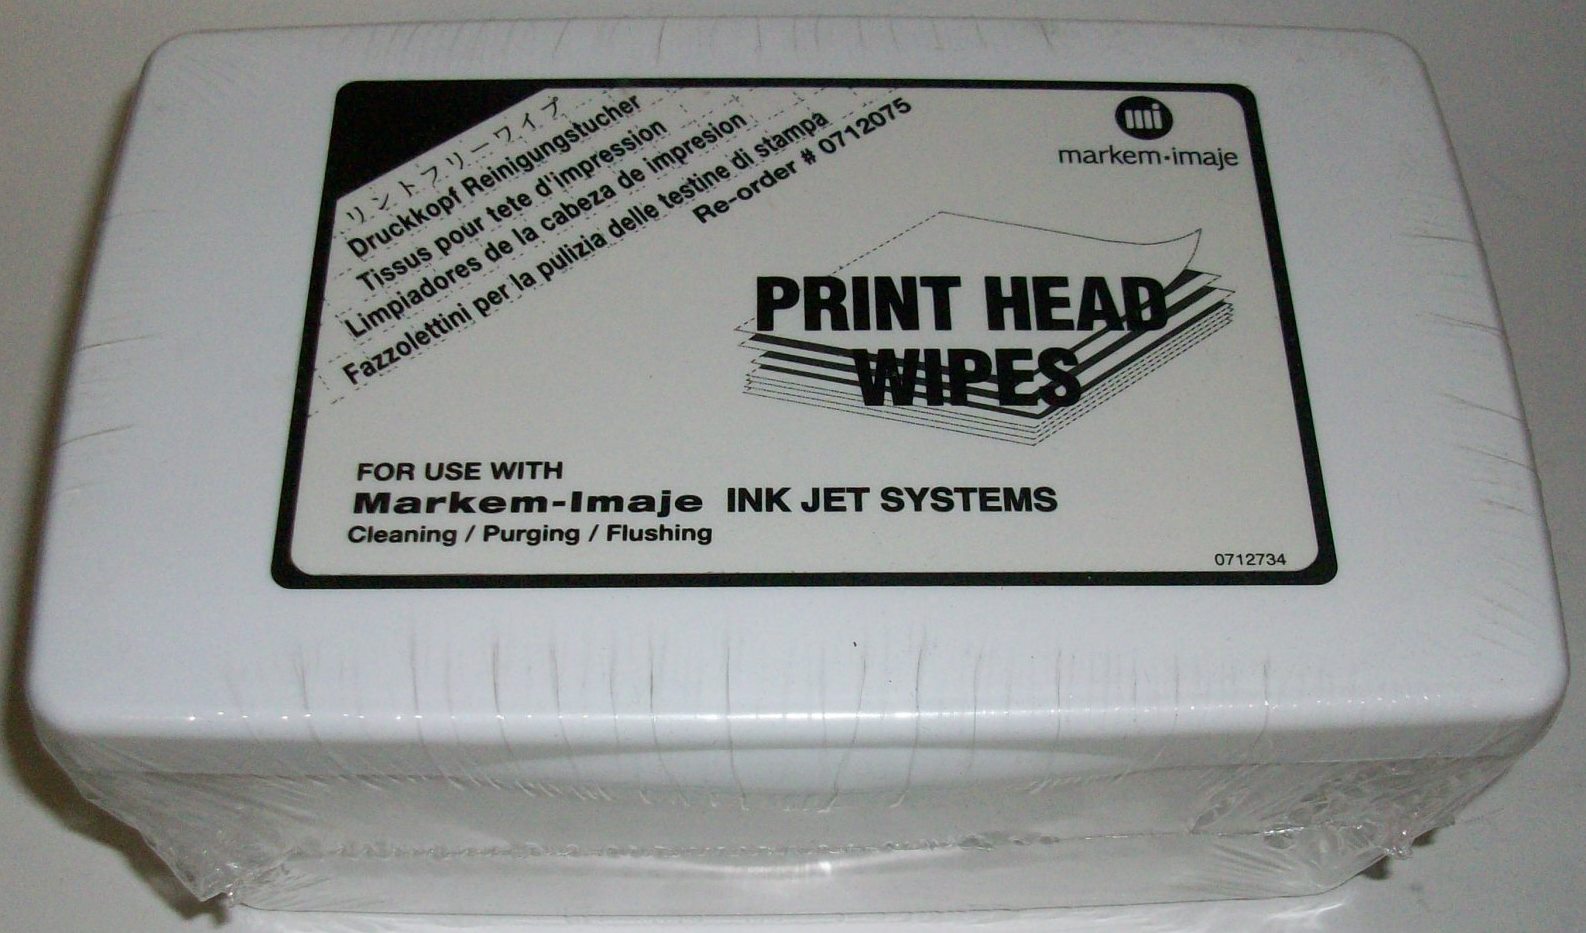 リントフリーワイプ
Druckkopf Reinigungstucher
Tissus pour tete d'impression
Limpiadores de la cabeza de impresion
Fazzolettini per la pulizia delle testine di stampa
Re-order # 0712075
mi
markem·imaje
PRINT HEAD
WIPES
FOR USE WITH
Markem-Imaje INK JET SYSTEMS
Cleaning / Purging / Flushing
0712734